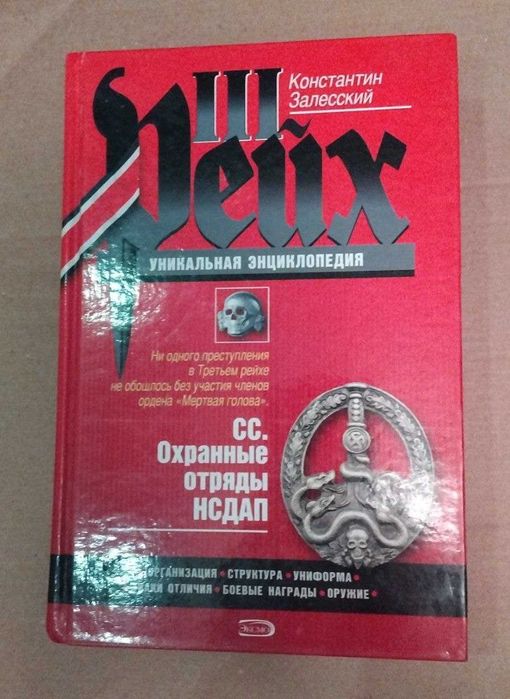 Константин
Залесский
III
Рейх
УНИКАЛЬНАЯ ЭНЦИКЛОПЕДИЯ
Ни одного преступления
в Третьем рейхе
не обошлось без участия членов
ордена «Мертвая голова».
СС.
Охранные
отряды
НСДАП
ОРГАНИЗАЦИЯ • СТРУКТУРА • УНИФОРМА •
ОТЛИЧИЯ • БОЕВЫЕ НАГРАДЫ • ОРУЖИЕ •
ЭКСМО